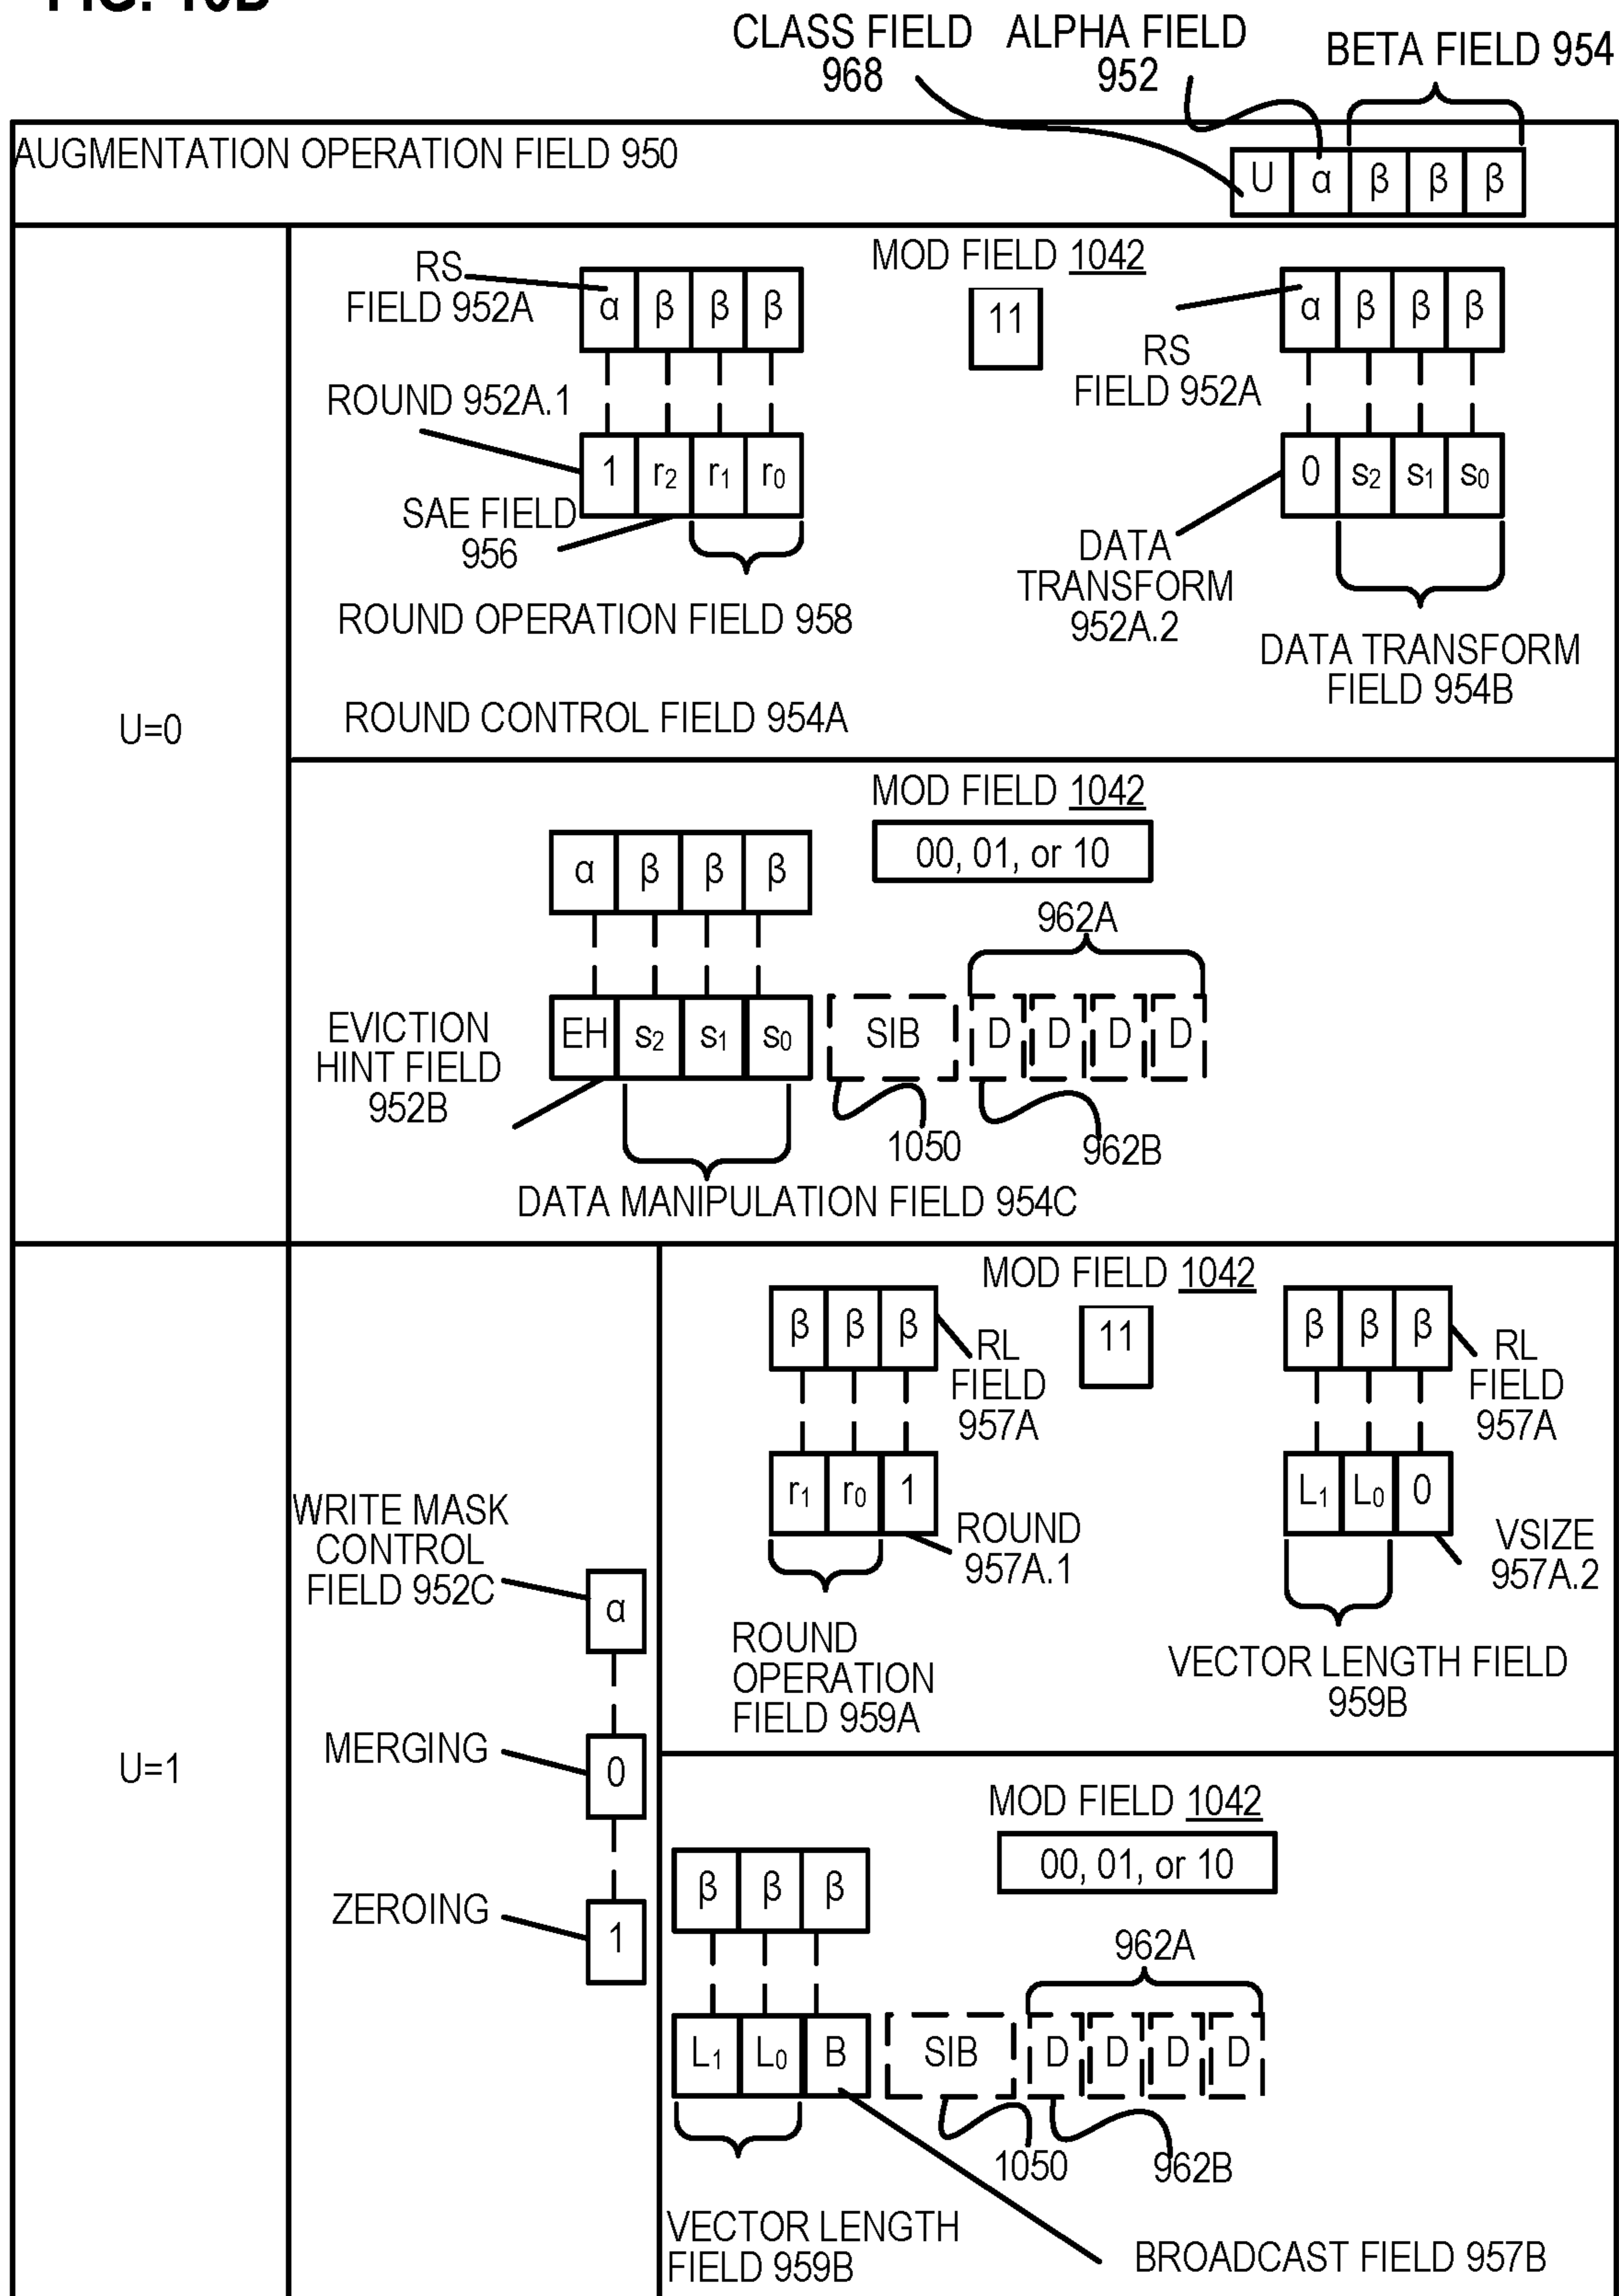 CLASS FIELD
968
ALPHA FIELD
952
BETA FIELD 954
AUGMENTATION OPERATION FIELD 950
U α β β β
U=0
RS
FIELD 952A
α β β β
MOD FIELD 1042
11
α β β β
RS
FIELD 952A
ROUND 952A.1
1 r2 r1 r0
0 s2 s1 s0
SAE FIELD
956
DATA
TRANSFORM
952A.2
ROUND OPERATION FIELD 958
DATA TRANSFORM
FIELD 954B
ROUND CONTROL FIELD 954A
MOD FIELD 1042
00, 01, or 10
α β β β
962A
EVICTION
HINT FIELD
952B
EH s2 s1 s0 SIB D D D D
1050
962B
DATA MANIPULATION FIELD 954C
U=1
WRITE MASK
CONTROL
FIELD 952C
α
MERGING
0
ZEROING
1
MOD FIELD 1042
11
β β β
RL
FIELD
957A
β β β
RL
FIELD
957A
r1 r0 1
ROUND
957A.1
L1 L0 0
VSIZE
957A.2
ROUND
OPERATION
FIELD 959A
VECTOR LENGTH FIELD
959B
MOD FIELD 1042
00, 01, or 10
β β β
962A
L1 L0 B SIB D D D D
1050
962B
VECTOR LENGTH
FIELD 959B
BROADCAST FIELD 957B